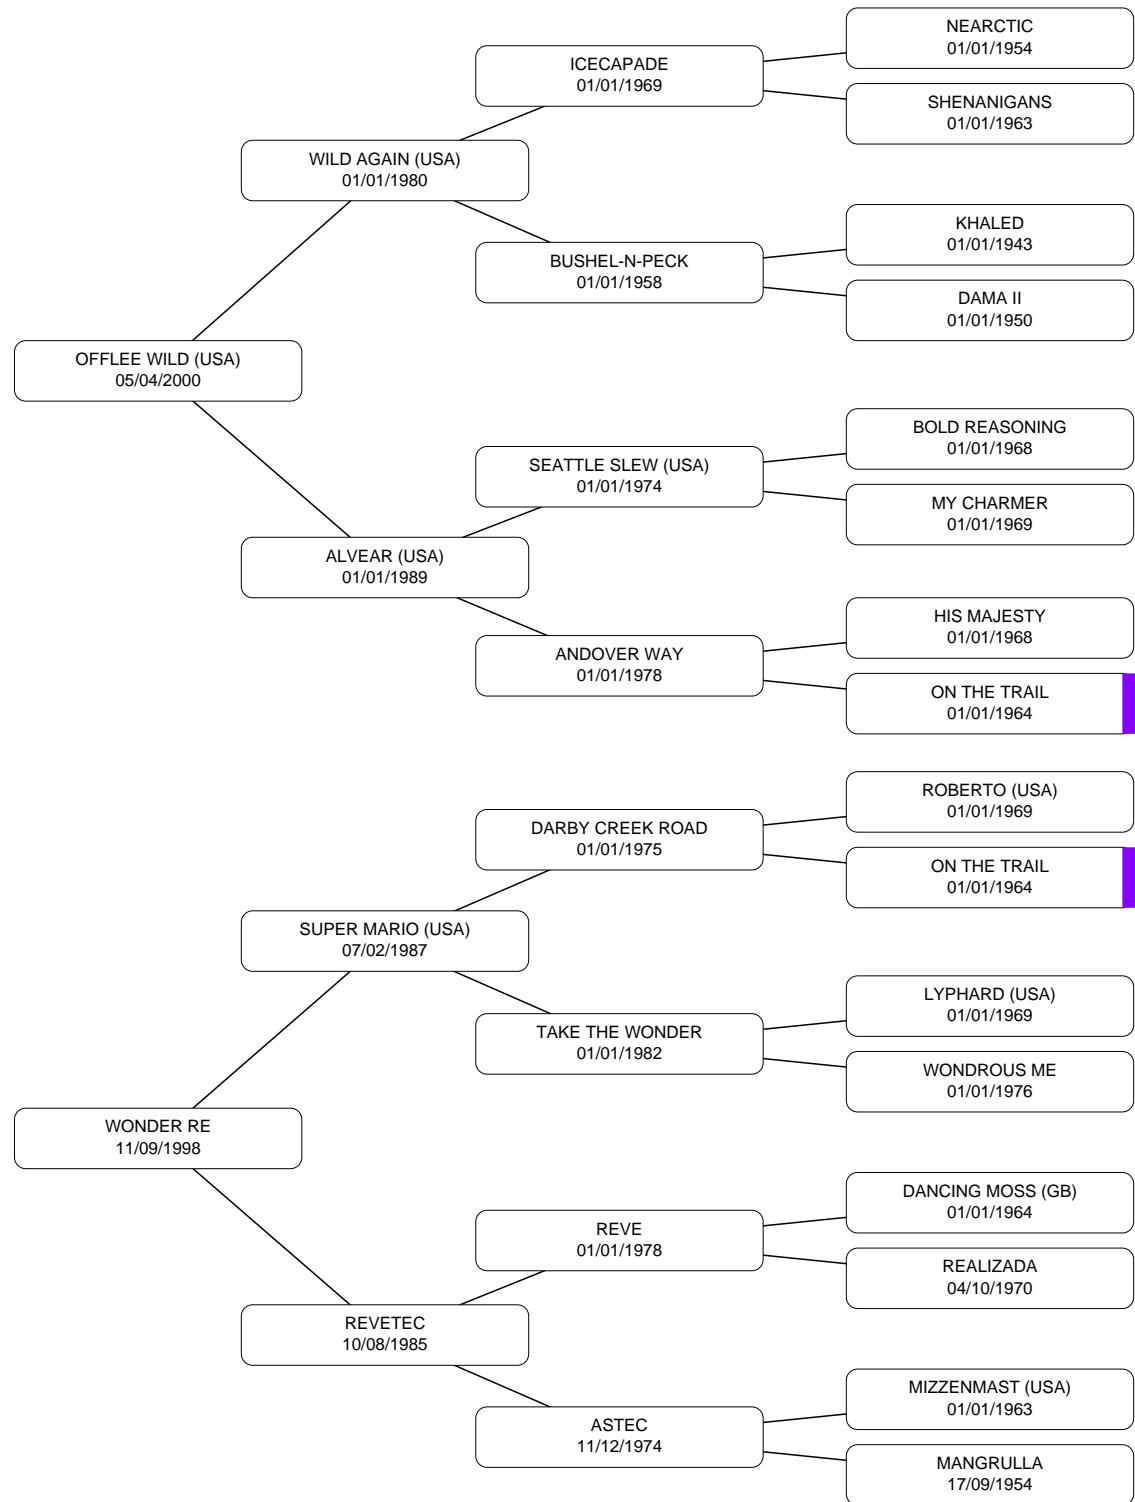 NEARCTIC
01/01/1954
ICECAPADE
01/01/1969
SHENANIGANS
01/01/1963
WILD AGAIN (USA)
01/01/1980
KHALED
01/01/1943
BUSHEL-N-PECK
01/01/1958
DAMA II
01/01/1950
OFFLEE WILD (USA)
05/04/2000
BOLD REASONING
01/01/1968
SEATTLE SLEW (USA)
01/01/1974
MY CHARMER
01/01/1969
ALVEAR (USA)
01/01/1989
HIS MAJESTY
01/01/1968
ANDOVER WAY
01/01/1978
ON THE TRAIL
01/01/1964
ROBERTO (USA)
01/01/1969
DARBY CREEK ROAD
01/01/1975
ON THE TRAIL
01/01/1964
SUPER MARIO (USA)
07/02/1987
LYPHARD (USA)
01/01/1969
TAKE THE WONDER
01/01/1982
WONDROUS ME
01/01/1976
WONDER RE
11/09/1998
DANCING MOSS (GB)
01/01/1964
REVE
01/01/1978
REALIZADA
04/10/1970
REVETEC
10/08/1985
MIZZENMAST (USA)
01/01/1963
ASTEC
11/12/1974
MANGRULLA
17/09/1954